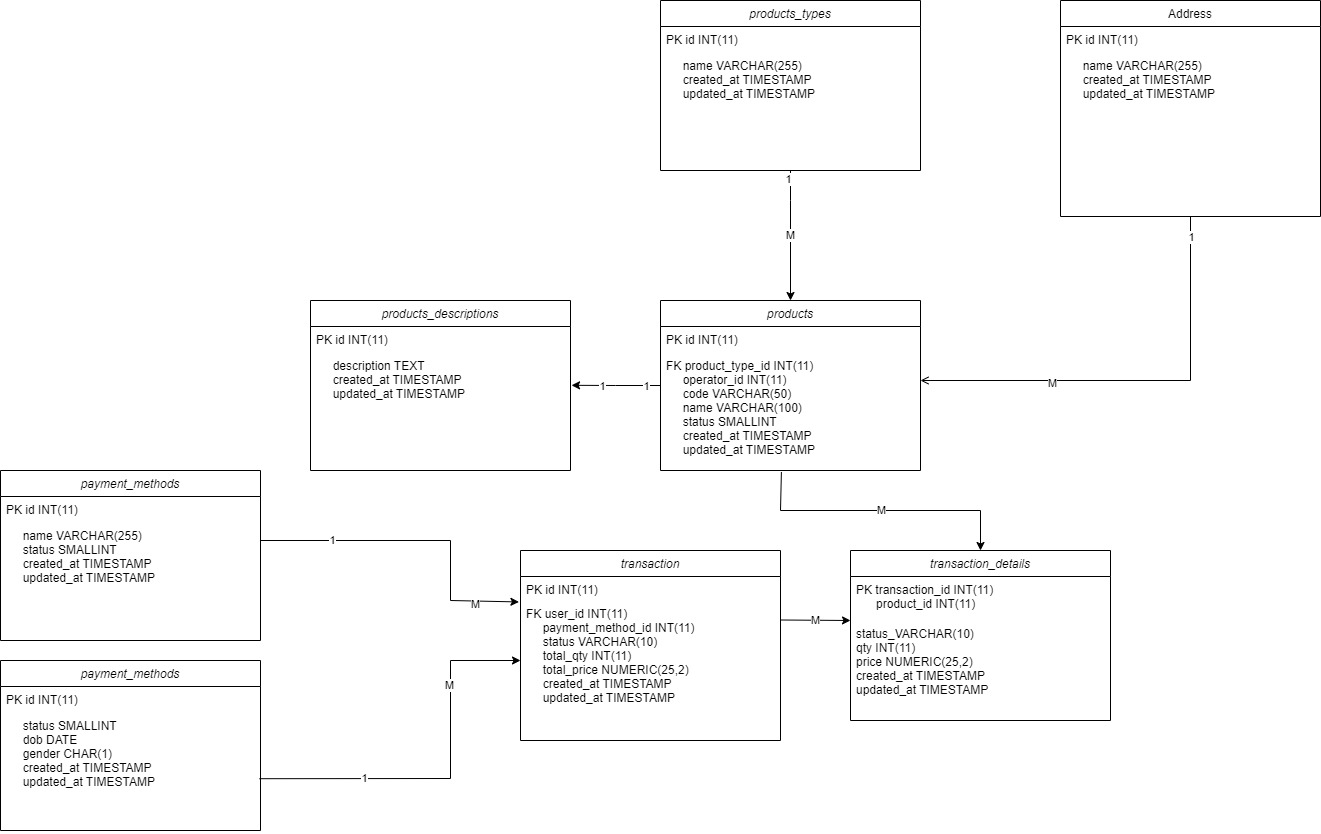 products_types
PK id INT(11)
name VARCHAR(255)
created_at TIMESTAMP
updated_at TIMESTAMP
Address
PK id INT(11)
name VARCHAR(255)
created_at TIMESTAMP
updated_at TIMESTAMP
1
M
1
M
products_descriptions
PK id INT(11)
description TEXT
created_at TIMESTAMP
updated_at TIMESTAMP
1
1
products
PK id INT(11)
FK product_type_id INT(11)
operator_id INT(11)
code VARCHAR(50)
name VARCHAR(100)
status SMALLINT
created_at TIMESTAMP
updated_at TIMESTAMP
M
payment_methods
PK id INT(11)
name VARCHAR(255)
status SMALLINT
created_at TIMESTAMP
updated_at TIMESTAMP
1
M
transaction
PK id INT(11)
FK user_id INT(11)
payment_method_id INT(11)
status VARCHAR(10)
total_qty INT(11)
total_price NUMERIC(25,2)
created_at TIMESTAMP
updated_at TIMESTAMP
M
transaction_details
PK transaction_id INT(11)
product_id INT(11)
status_VARCHAR(10)
qty INT(11)
price NUMERIC(25,2)
created_at TIMESTAMP
updated_at TIMESTAMP
payment_methods
PK id INT(11)
status SMALLINT
dob DATE
gender CHAR(1)
created_at TIMESTAMP
updated_at TIMESTAMP
1
M